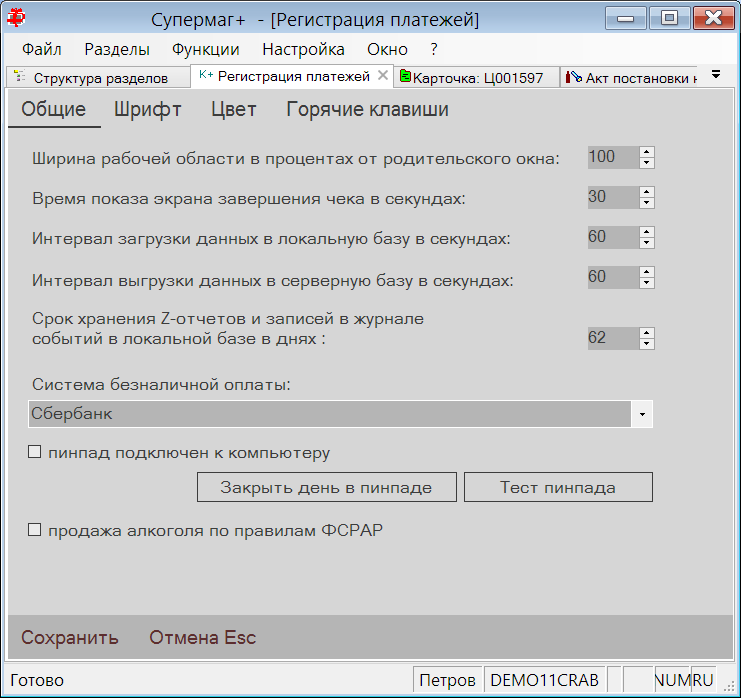 Супермаг+ - [Регистрация платежей]
Файл Разделы Функции Настройка Окно ?
Структура разделов K+ Регистрация платежей Карточка: Ц001597 Акт постановки н
Общие Шрифт Цвет Горячие клавиши
Ширина рабочей области в процентах от родительского окна: 100
Время показа экрана завершения чека в секундах: 30
Интервал загрузки данных в локальную базу в секундах: 60
Интервал выгрузки данных в серверную базу в секундах: 60
Срок хранения Z-отчетов и записей в журнале
событий в локальной базе в днях : 62
Система безналичной оплаты:
Сбербанк
пинпад подключен к компьютеру
Закрыть день в пинпаде Тест пинпада
продажа алкоголя по правилам ФСРАР
Сохранить Отмена Esc
Готово Петров DEMO11CRAB NUM RU